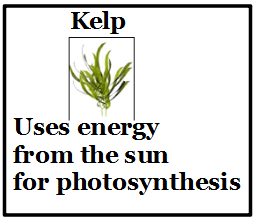 Kelp
Uses energy
from the sun
for photosynthesis